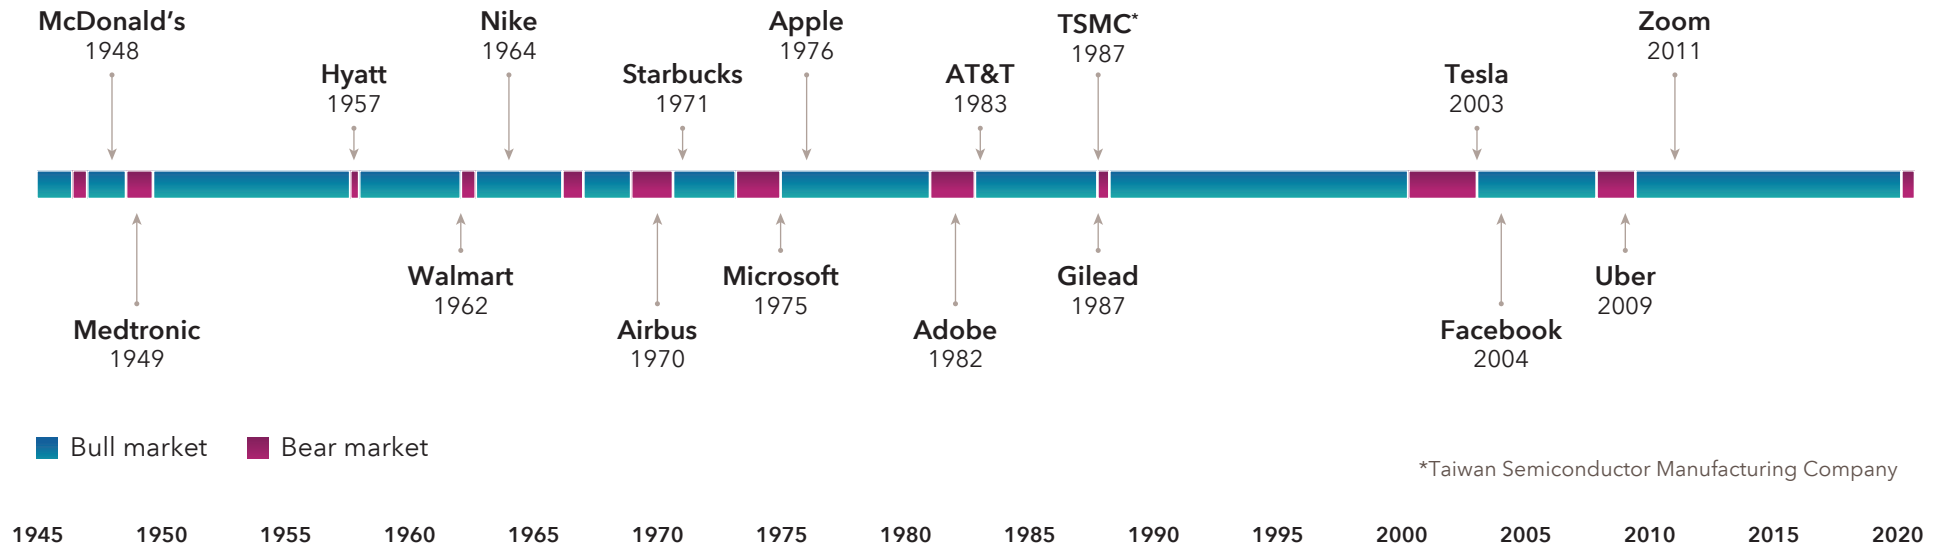 McDonald's
1948
Nike
1964
Apple
1976
TSMC*
1987
Zoom
2011
Hyatt
1957
Starbucks
1971
AT&T
1983
Tesla
2003
Walmart
1962
Microsoft
1975
Gilead
1987
Uber
2009
Medtronic
1949
Airbus
1970
Adobe
1982
Facebook
2004
Bull market
Bear market
*Taiwan Semiconductor Manufacturing Company
1945 1950 1955 1960 1965 1970 1975 1980 1985 1990 1995 2000 2005 2010 2015 2020